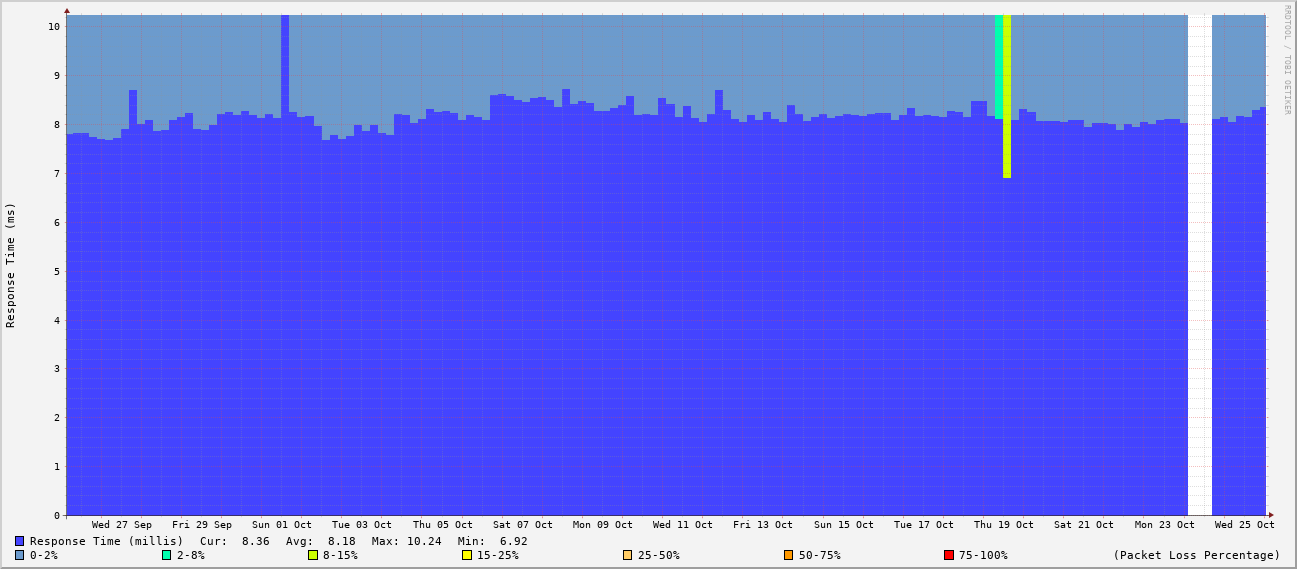 RRDTOOL / TOBI OETIKER
Response Time (ms)
10
9
8
7
6
5
4
3
2
1
0
Wed 27 Sep Fri 29 Sep Sun 01 Oct Tue 03 Oct Thu 05 Oct Sat 07 Oct Mon 09 Oct Wed 11 Oct Fri 13 Oct Sun 15 Oct Tue 17 Oct Thu 19 Oct Sat 21 Oct Mon 23 Oct Wed 25 Oct
Response Time (millis) Cur: 8.36 Avg: 8.18 Max: 10.24 Min: 6.92
0-2% 2-8% 8-15% 15-25% 25-50% 50-75% 75-100% (Packet Loss Percentage)